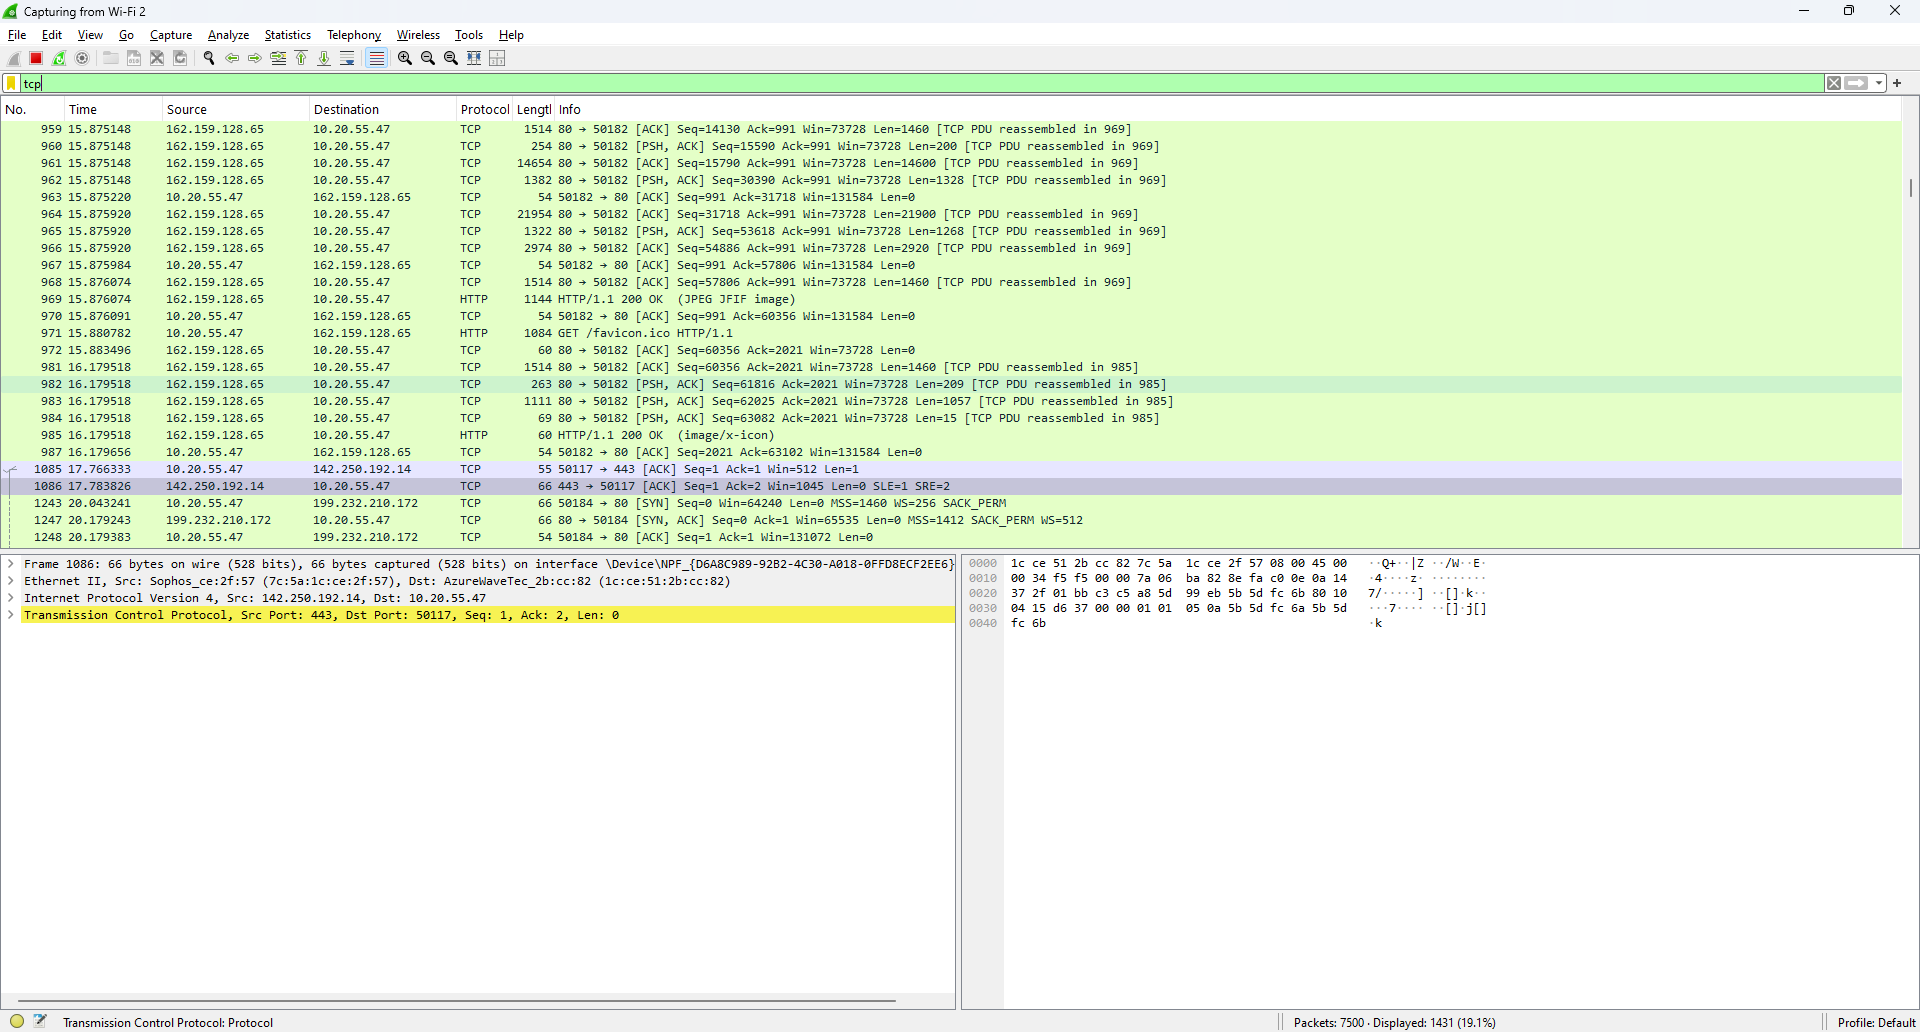 Capturing from Wi-Fi 2
File Edit View Go Capture Analyze Statistics Telephony Wireless Tools Help
tcp
No. Time Source Destination Protocol Lengtl Info
959 15.875148 162.159.128.65 10.20.55.47 TCP 1514 80 → 50182 [ACK] Seq=14130 Ack=991 Win=73728 Len=1460 [TCP PDU reassembled in 969]
960 15.875148 162.159.128.65 10.20.55.47 TCP 254 80 → 50182 [PSH, ACK] Seq=15590 Ack=991 Win=73728 Len=200 [TCP PDU reassembled in 969]
961 15.875148 162.159.128.65 10.20.55.47 TCP 14654 80 → 50182 [ACK] Seq=15790 Ack=991 Win=73728 Len=14600 [TCP PDU reassembled in 969]
962 15.875148 162.159.128.65 10.20.55.47 TCP 1382 80 → 50182 [PSH, ACK] Seq=30390 Ack=991 Win=73728 Len=1328 [TCP PDU reassembled in 969]
963 15.875220 10.20.55.47 162.159.128.65 TCP 54 50182 → 80 [ACK] Seq=991 Ack=31718 Win=131584 Len=0
964 15.875920 162.159.128.65 10.20.55.47 TCP 21954 80 → 50182 [ACK] Seq=31718 Ack=991 Win=73728 Len=21900 [TCP PDU reassembled in 969]
965 15.875920 162.159.128.65 10.20.55.47 TCP 1322 80 → 50182 [PSH, ACK] Seq=53618 Ack=991 Win=73728 Len=1268 [TCP PDU reassembled in 969]
966 15.875920 162.159.128.65 10.20.55.47 TCP 2974 80 → 50182 [ACK] Seq=54886 Ack=991 Win=73728 Len=2920 [TCP PDU reassembled in 969]
967 15.875984 10.20.55.47 162.159.128.65 TCP 54 50182 → 80 [ACK] Seq=991 Ack=57806 Win=131584 Len=0
968 15.876074 162.159.128.65 10.20.55.47 TCP 1514 80 → 50182 [ACK] Seq=57806 Ack=991 Win=73728 Len=1460 [TCP PDU reassembled in 969]
969 15.876074 162.159.128.65 10.20.55.47 HTTP 1144 HTTP/1.1 200 OK (JPEG JFIF image)
970 15.876091 10.20.55.47 162.159.128.65 TCP 54 50182 → 80 [ACK] Seq=991 Ack=60356 Win=131584 Len=0
971 15.880782 10.20.55.47 162.159.128.65 HTTP 1084 GET /favicon.ico HTTP/1.1
972 15.883496 162.159.128.65 10.20.55.47 TCP 60 80 → 50182 [ACK] Seq=60356 Ack=2021 Win=73728 Len=0
981 16.179518 162.159.128.65 10.20.55.47 TCP 1514 80 → 50182 [ACK] Seq=60356 Ack=2021 Win=73728 Len=1460 [TCP PDU reassembled in 985]
982 16.179518 162.159.128.65 10.20.55.47 TCP 263 80 → 50182 [PSH, ACK] Seq=61816 Ack=2021 Win=73728 Len=209 [TCP PDU reassembled in 985]
983 16.179518 162.159.128.65 10.20.55.47 TCP 1111 80 → 50182 [PSH, ACK] Seq=62025 Ack=2021 Win=73728 Len=1057 [TCP PDU reassembled in 985]
984 16.179518 162.159.128.65 10.20.55.47 TCP 69 80 → 50182 [PSH, ACK] Seq=63082 Ack=2021 Win=73728 Len=15 [TCP PDU reassembled in 985]
985 16.179518 162.159.128.65 10.20.55.47 HTTP 60 HTTP/1.1 200 OK (image/x-icon)
987 16.179656 10.20.55.47 162.159.128.65 TCP 54 50182 → 80 [ACK] Seq=2021 Ack=63102 Win=131584 Len=0
1085 17.766333 10.20.55.47 142.250.192.14 TCP 55 50117 → 443 [ACK] Seq=1 Ack=1 Win=512 Len=1
1086 17.783826 142.250.192.14 10.20.55.47 TCP 66 443 → 50117 [ACK] Seq=1 Ack=2 Win=1045 Len=0 SLE=1 SRE=2
1243 20.043241 10.20.55.47 199.232.210.172 TCP 66 50184 → 80 [SYN] Seq=0 Win=64240 Len=0 MSS=1460 WS=256 SACK_PERM
1247 20.179243 199.232.210.172 10.20.55.47 TCP 66 80 → 50184 [SYN, ACK] Seq=0 Ack=1 Win=65535 Len=0 MSS=1412 SACK_PERM WS=512
1248 20.179383 10.20.55.47 199.232.210.172 TCP 54 50184 → 80 [ACK] Seq=1 Ack=1 Win=131072 Len=0
Frame 1086: 66 bytes on wire (528 bits), 66 bytes captured (528 bits) on interface \Device\NPF_{D6A8C989-92B2-4C30-A018-0FFD8ECF2EE6}
Ethernet II, Src: Sophos_ce:2f:57 (7c:5a:1c:ce:2f:57), Dst: AzureWaveTec_2b:cc:82 (1c:ce:51:2b:cc:82)
Internet Protocol Version 4, Src: 142.250.192.14, Dst: 10.20.55.47
Transmission Control Protocol, Src Port: 443, Dst Port: 50117, Seq: 1, Ack: 2, Len: 0
0000 1c ce 51 2b cc 82 7c 5a 1c ce 2f 57 08 00 45 00 ··Q+··|Z ··/W··E·
0010 00 34 f5 f5 00 00 7a 06 ba 82 8e fa c0 0e 0a 14 ·4····z· ········
0020 37 2f 01 bb c3 c5 a8 5d 99 eb 5b 5d fc 6b 80 10 7/·····] ··[]·k··
0030 04 15 d6 37 00 00 01 01 05 0a 5b 5d fc 6a 5b 5d ···7···· ··[]·j[]
0040 fc 6b ·k
Transmission Control Protocol: Protocol
Packets: 7500 · Displayed: 1431 (19.1%)
Profile: Default